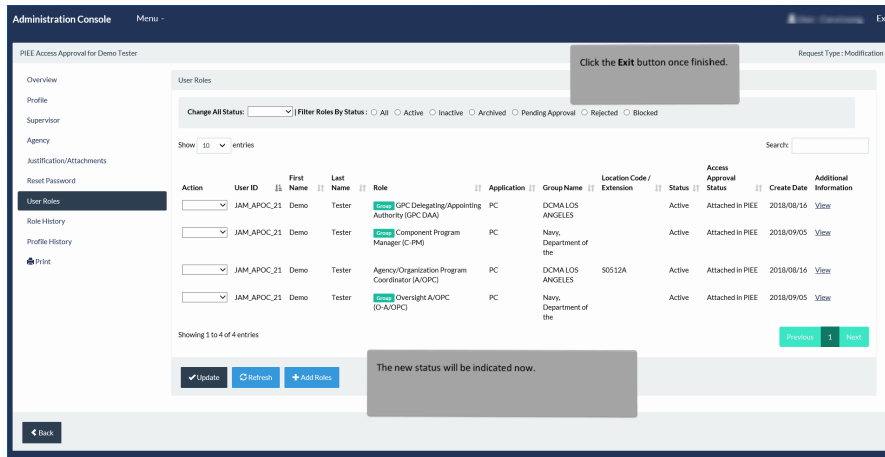 Administration Console Menu
Ex
PIEE Access Approval for Demo Tester
Request Type : Modification
Click the Exit button once finished.
Overview
Profile
Supervisor
Agency
Justification/Attachments
Reset Password
User Roles
Role History
Profile History
Print
User Roles
Change All Status: | Filter Roles By Status : All Active Inactive Archived Pending Approval Rejected Blocked
Show 10 entries
Search:
Action User ID First Name Last Name Role Application Group Name Location Code / Extension Status Access Approval Status Create Date Additional Information
JAM_APOC_21 Demo Tester Group GPC Delegating/Appointing PC DCMA LOS Active Attached in PIEE 2018/08/16 View
Authority (GPC DAA) ANGELES
JAM_APOC_21 Demo Tester Group Component Program PC Navy, Active Attached in PIEE 2018/09/05 View
Manager (C-PM) Department of
the
JAM_APOC_21 Demo Tester Agency/Organization Program PC DCMA LOS S0512A Active Attached in PIEE 2018/08/16 View
Coordinator (A/OPC) ANGELES
JAM_APOC_21 Demo Tester Group Oversight A/OPC PC Navy, Active Attached in PIEE 2018/09/05 View
(O-A/OPC) Department of
the
Showing 1 to 4 of 4 entries
Previous 1 Next
Update Refresh Add Roles
The new status will be indicated now.
Back